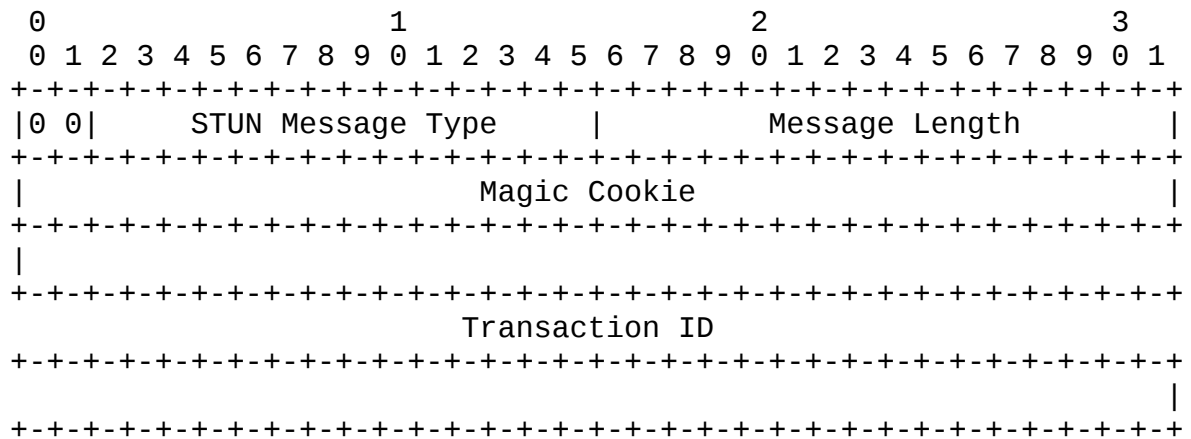 0                   1                   2                   3
 0 1 2 3 4 5 6 7 8 9 0 1 2 3 4 5 6 7 8 9 0 1 2 3 4 5 6 7 8 9 0 1
+-+-+-+-+-+-+-+-+-+-+-+-+-+-+-+-+-+-+-+-+-+-+-+-+-+-+-+-+-+-+-+-+
|0 0|     STUN Message Type     |         Message Length        |
+-+-+-+-+-+-+-+-+-+-+-+-+-+-+-+-+-+-+-+-+-+-+-+-+-+-+-+-+-+-+-+-+
|                         Magic Cookie                          |
+-+-+-+-+-+-+-+-+-+-+-+-+-+-+-+-+-+-+-+-+-+-+-+-+-+-+-+-+-+-+-+-+
|
+-+-+-+-+-+-+-+-+-+-+-+-+-+-+-+-+-+-+-+-+-+-+-+-+-+-+-+-+-+-+-+-+
                         Transaction ID
+-+-+-+-+-+-+-+-+-+-+-+-+-+-+-+-+-+-+-+-+-+-+-+-+-+-+-+-+-+-+-+-+
                                                                |
+-+-+-+-+-+-+-+-+-+-+-+-+-+-+-+-+-+-+-+-+-+-+-+-+-+-+-+-+-+-+-+-+